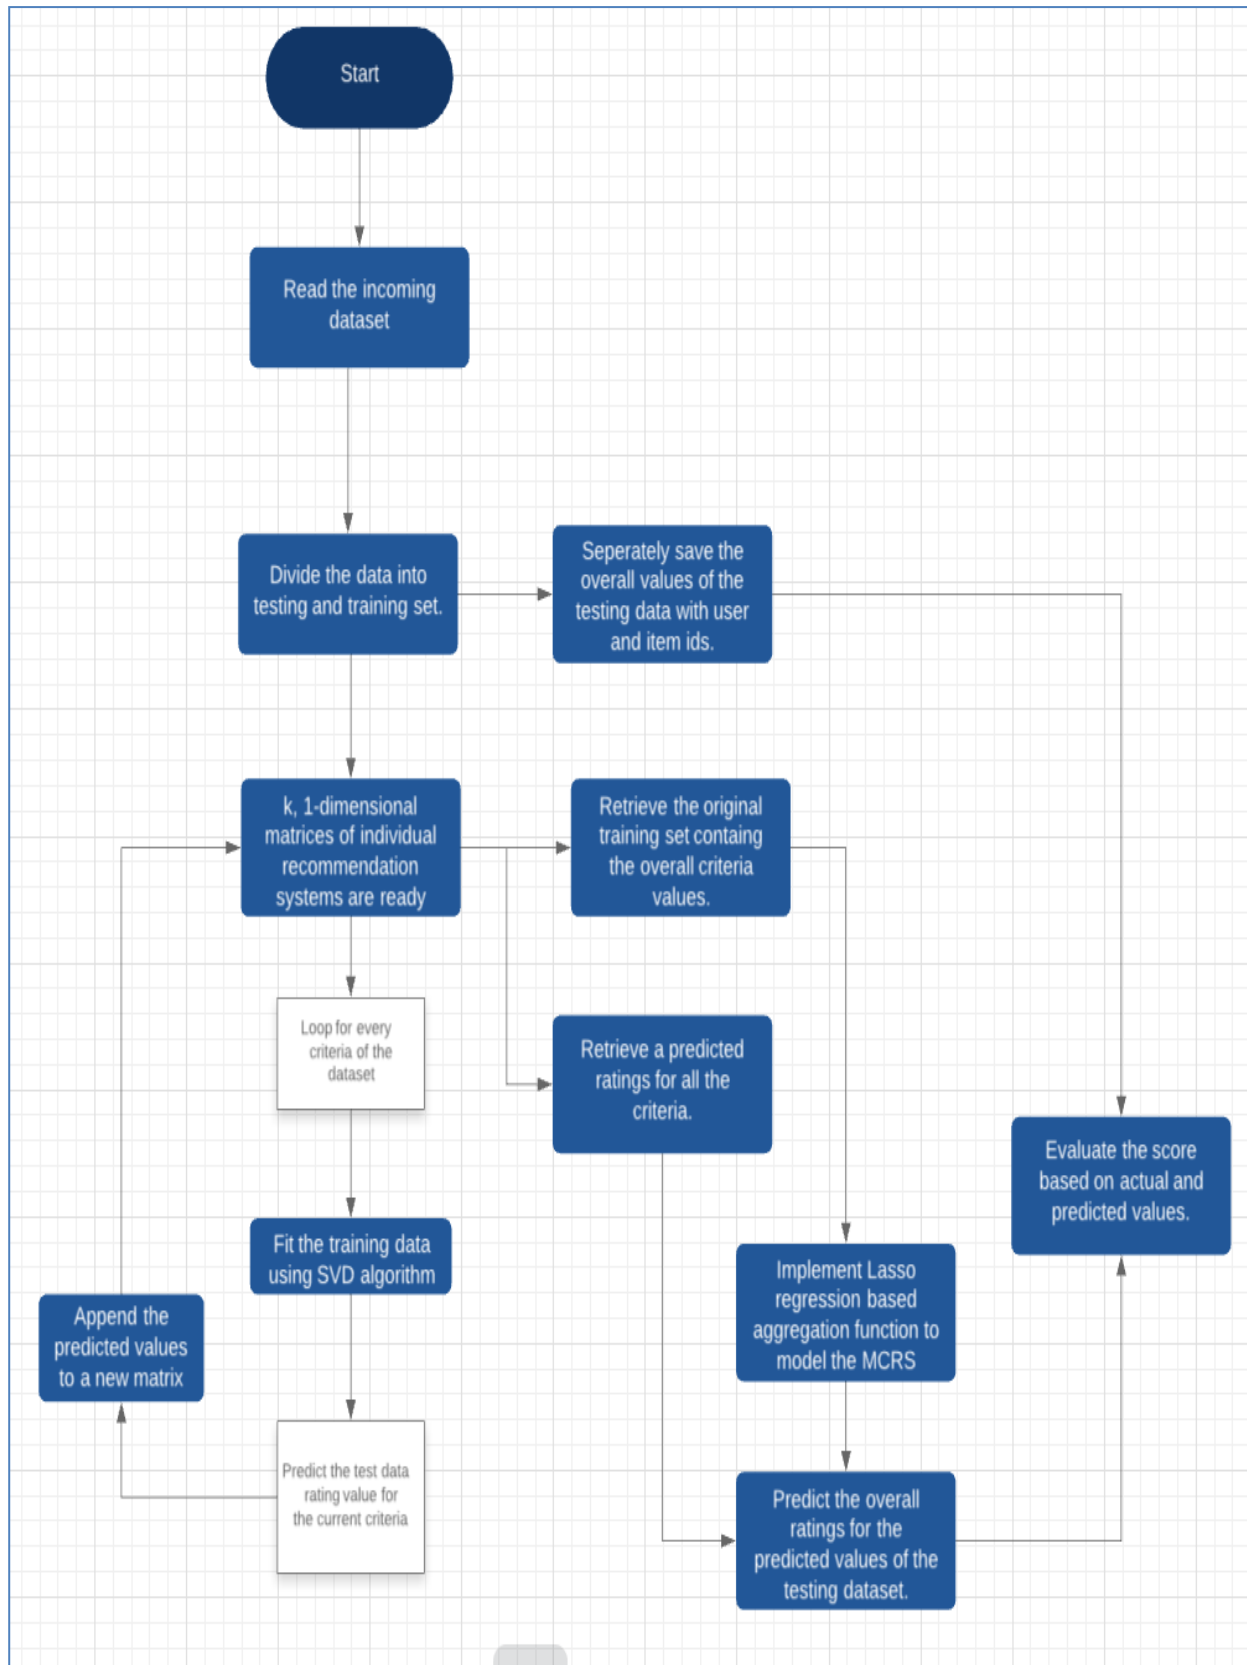 Start
Read the incoming
dataset
Divide the data into
testing and training set.
Seperately save the
overall values of the
testing data with user
and item ids.
k, 1-dimensional
matrices of individual
recommendation
systems are ready
Retrieve the original
training set containg
the overall criteria
values.
Loop for every
criteria of the
dataset
Retrieve a predicted
ratings for all the
criteria.
Evaluate the score
based on actual and
predicted values.
Fit the training data
using SVD algorithm
Implement Lasso
regression based
aggregation function to
model the MCRS
Append the
predicted values
to a new matrix
Predict the test data
rating value for
the current criteria
Predict the overall
ratings for the
predicted values of the
testing dataset.